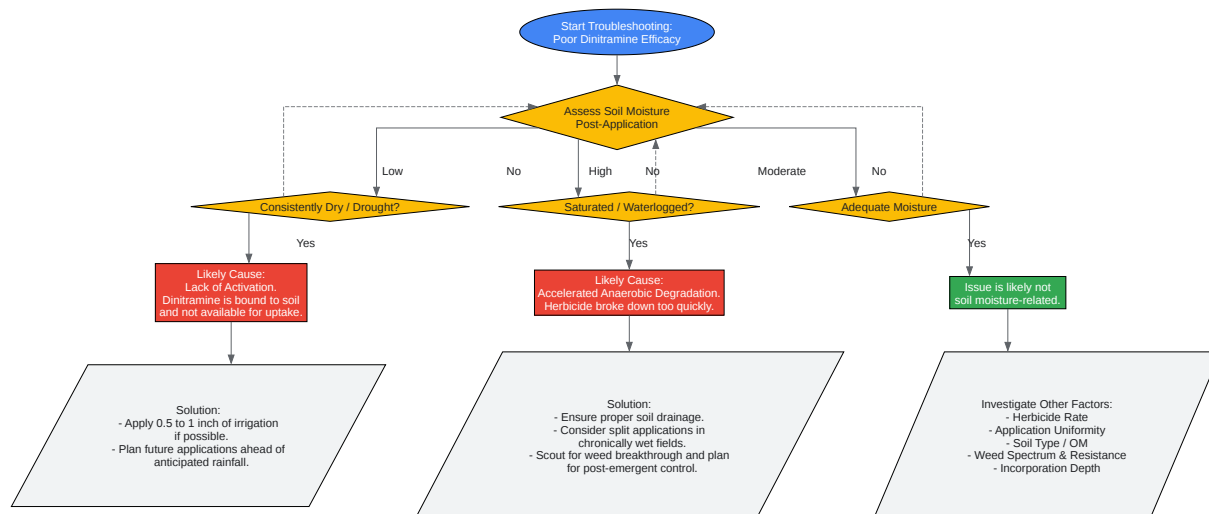 Start Troubleshooting:
Poor Dinitramine Efficacy
Assess Soil Moisture
Post-Application
Low
No
High
No
Moderate
No
Consistently Dry / Drought?
Saturated / Waterlogged?
Adequate Moisture
Yes
Yes
Yes
Likely Cause:
Lack of Activation.
Dinitramine is bound to soil
and not available for uptake.
Likely Cause:
Accelerated Anaerobic Degradation.
Herbicide broke down too quickly.
Issue is likely not
soil moisture-related.
Solution:
- Apply 0.5 to 1 inch of irrigation
if possible.
- Plan future applications ahead of
anticipated rainfall.
Solution:
- Ensure proper soil drainage.
- Consider split applications in
chronically wet fields.
- Scout for weed breakthrough and plan
for post-emergent control.
Investigate Other Factors:
- Herbicide Rate
- Application Uniformity
- Soil Type / OM
- Weed Spectrum & Resistance
- Incorporation Depth